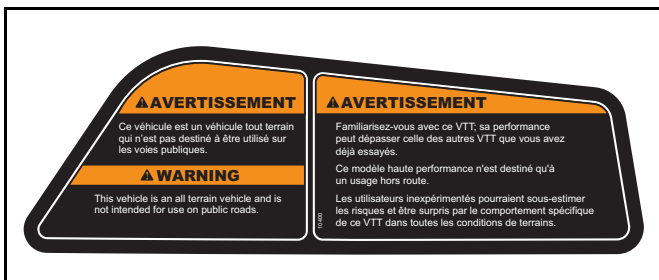 AVERTISSEMENT
Ce véhicule est un véhicule tout terrain
qui n'est pas destiné à être utilisé sur
les voies publiques.
WARNING
This vehicle is an all terrain vehicle and is
not intended for use on public roads.
AVERTISSEMENT
Familiarisez-vous avec ce VTT; sa performance
peut dépasser celle des autres VTT que vous avez
déjà essayés.
Ce modèle haute performance n'est destiné qu'à
un usage hors route.
Les utilisateurs inexpérimentés pourraient sous-estimer
les risques et être surpris par le comportement spécifique
de ce VTT dans toutes les conditions de terrains.